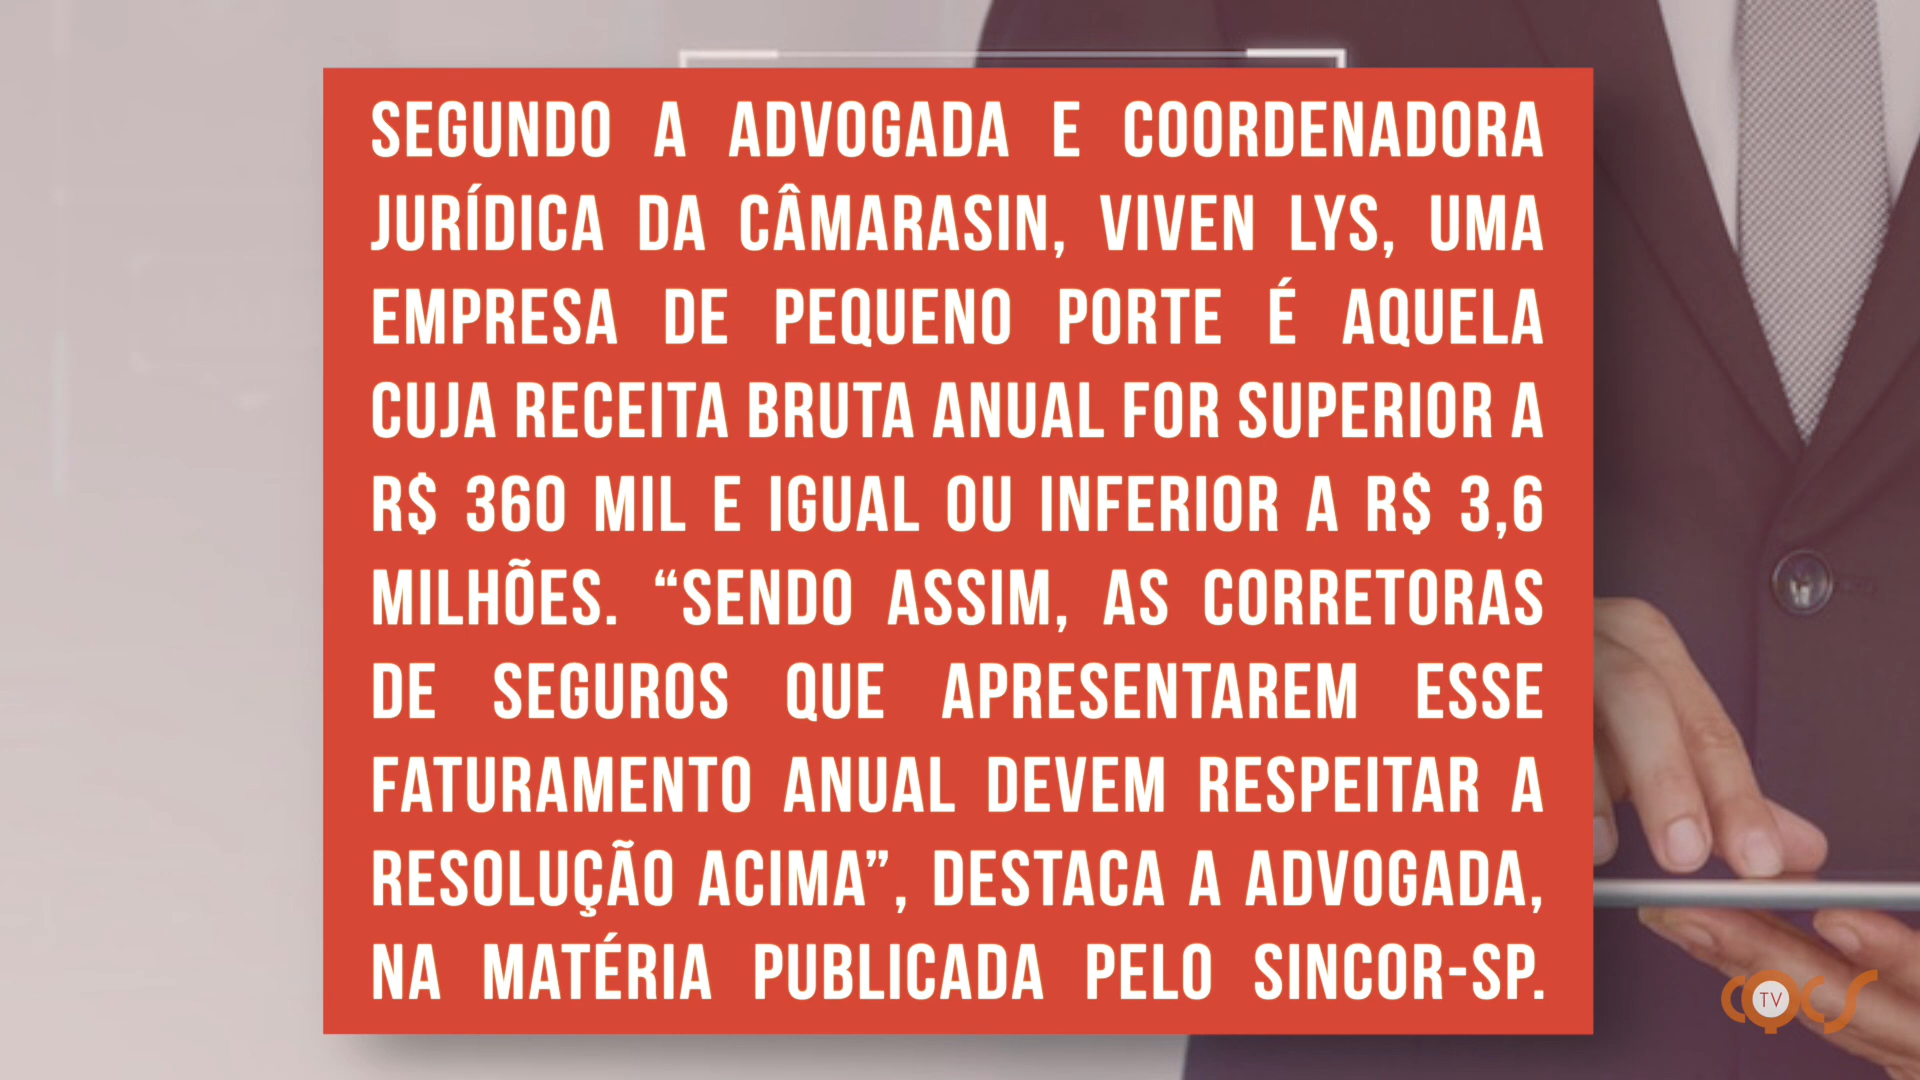 SEGUNDO A ADVOGADA E COORDENADORA
JURÍDICA DA CÂMARASIN, VIVEN LYS, UMA
EMPRESA DE PEQUENO PORTE É AQUELA
CUJA RECEITA BRUTA ANUAL FOR SUPERIOR A
R$ 360 MIL E IGUAL OU INFERIOR A R$ 3,6
MILHÕES. “SENDO ASSIM, AS CORRETORAS
DE SEGUROS QUE APRESENTAREM ESSE
FATURAMENTO ANUAL DEVEM RESPEITAR A
RESOLUÇÃO ACIMA”, DESTACA A ADVOGADA,
NA MATÉRIA PUBLICADA PELO SINCOR-SP.
CQCS TV